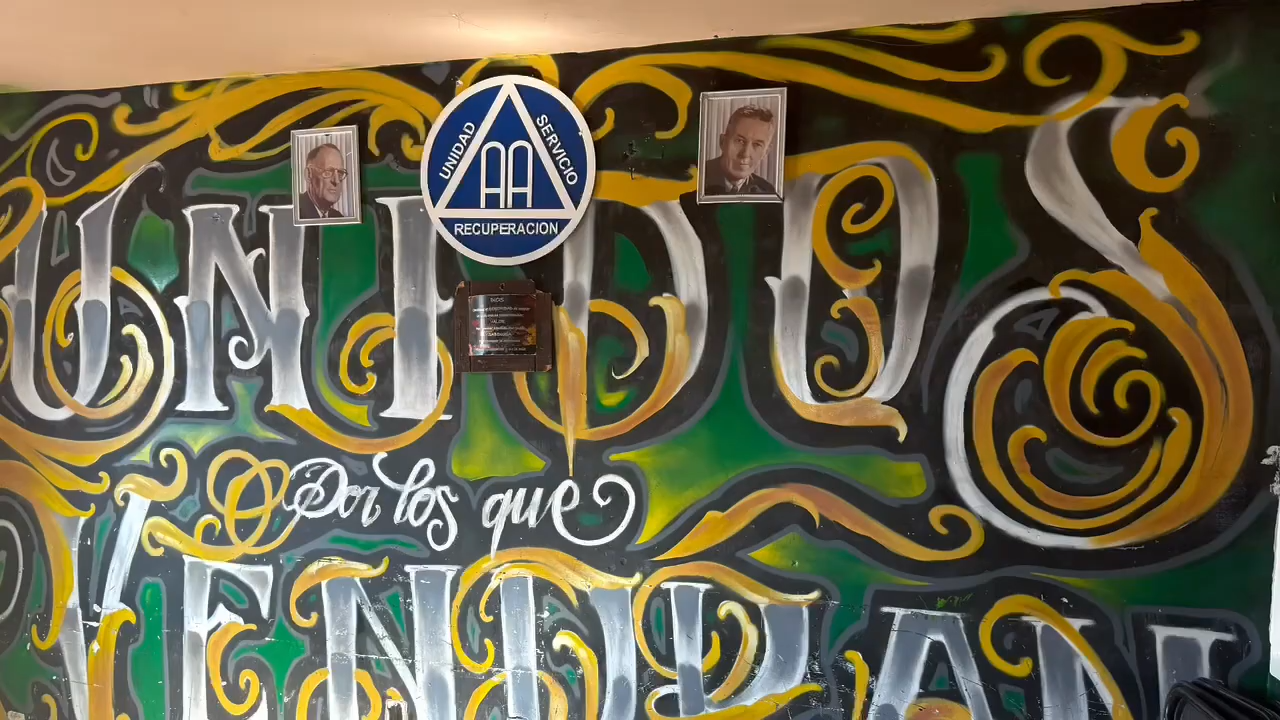 UNIDAD
SERVICIO
AA
RECUPERACION
UNIDOS
Por los que
VENDRAN